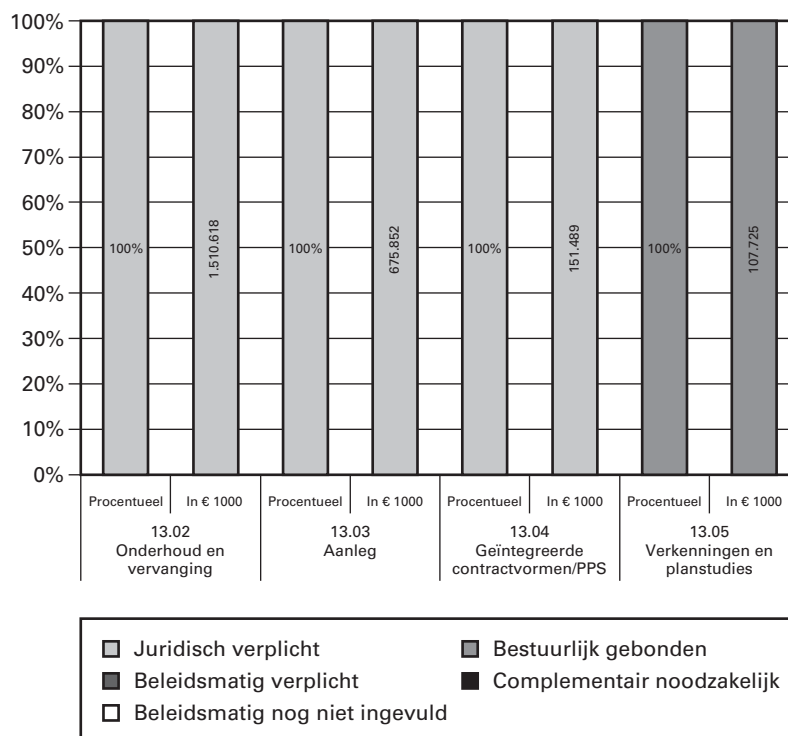 100%
90%
80%
70%
60%
50%
40%
30%
20%
10%
0%
100%
1.510.618
100%
675.852
100%
151.489
100%
107.725
Procentueel
In € 1000
Procentueel
In € 1000
Procentueel
In € 1000
Procentueel
In € 1000
13.02
Onderhoud en
vervanging
13.03
Aanleg
13.04
Geïntegreerde
contractvormen/PPS
13.05
Verkenningen en
planstudies
Juridisch verplicht
Bestuurlijk gebonden
Beleidsmatig verplicht
Complementair noodzakelijk
Beleidsmatig nog niet ingevuld